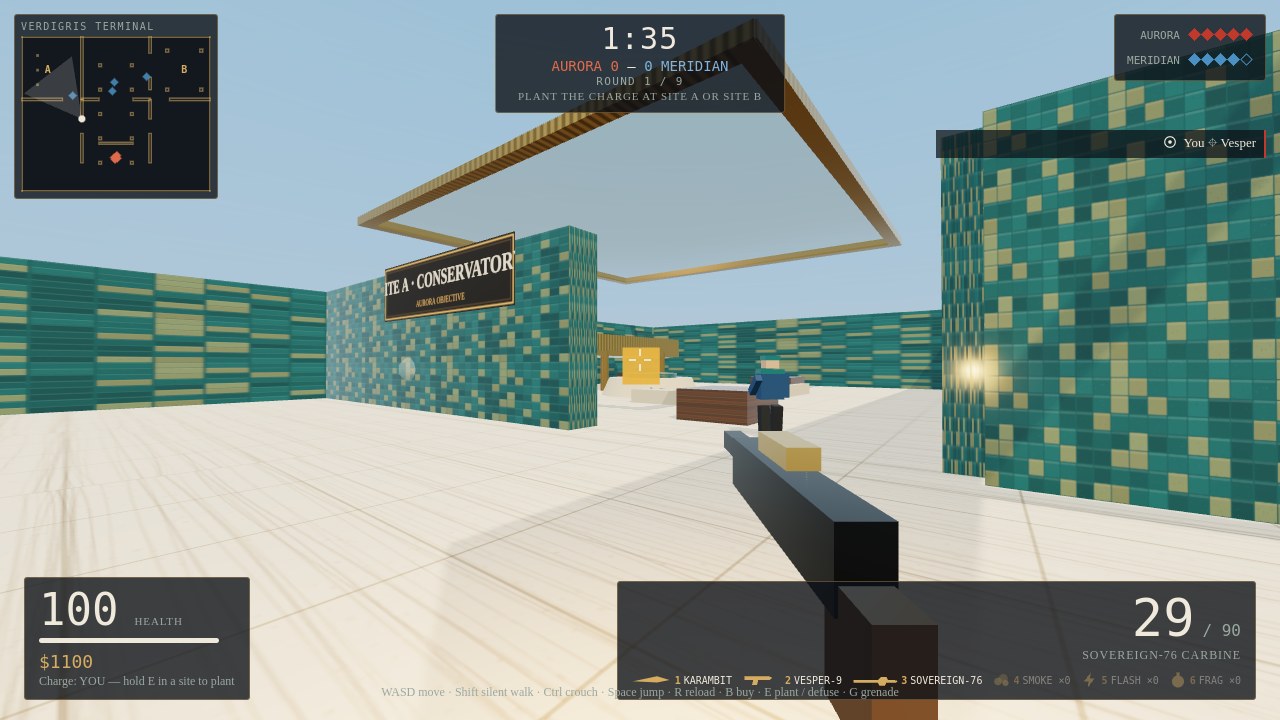 VERDIGRIS TERMINAL
A
B
1:35
AURORA 0 — 0 MERIDIAN
ROUND 1 / 9
PLANT THE CHARGE AT SITE A OR SITE B
AURORA
MERIDIAN
You Vesper
ITE A · CONSERVATOR
AURORA OBJECTIVE
100 HEALTH
$1100
Charge: YOU — hold E in a site to plant
29 / 90
SOVEREIGN-76 CARBINE
1 KARAMBIT 2 VESPER-9 3 SOVEREIGN-76 4 SMOKE ×0 5 FLASH ×0 6 FRAG ×0
WASD move · Shift silent walk · Ctrl crouch · Space jump · R reload · B buy · E plant / defuse · G grenade